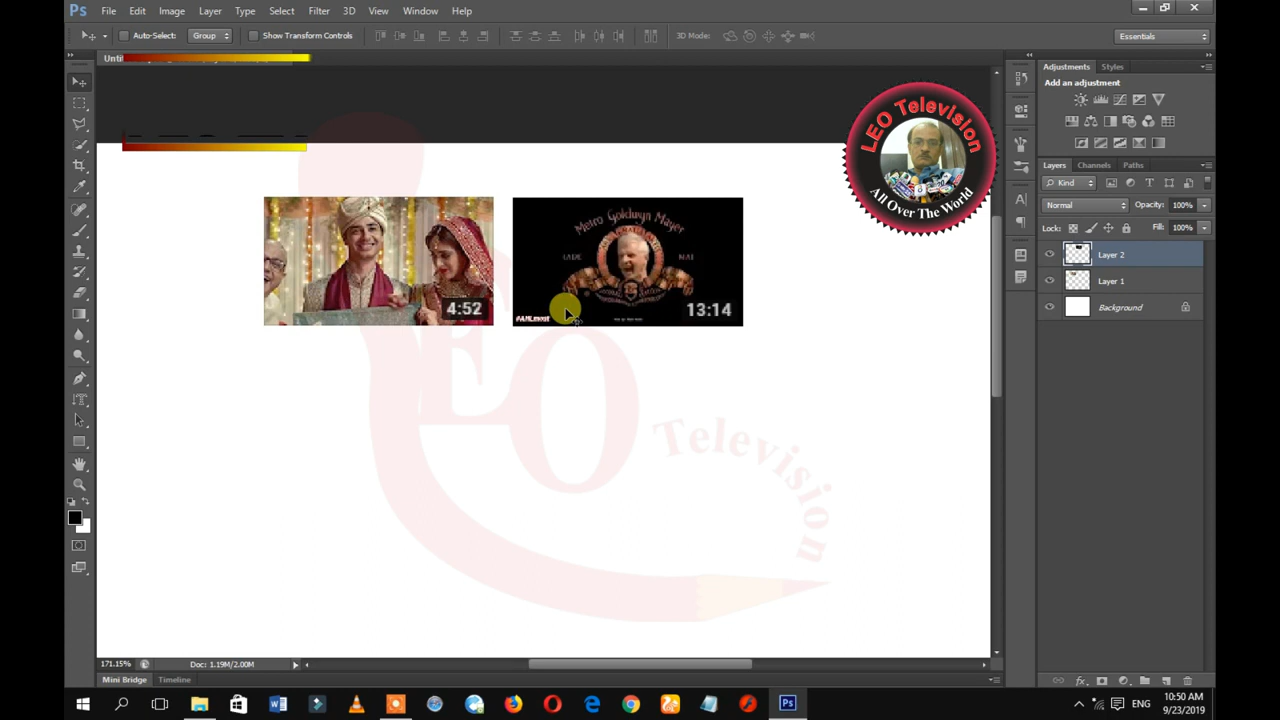 Ps File Edit Image Layer Type Select Filter 3D View Window Help
Auto-Select: Group Show Transform Controls 3D Mode: Essentials
Unti
Adjustments Styles
Add an adjustment
Layers Channels Paths
Kind
Normal Opacity: 100%
Lock: Fill: 100%
Layer 2
Layer 1
Background
LEO Television
All Over The World
4:52
Metro Goldwyn Mayer
13:14
EO
Television
171.15% Doc: 1.19M/2.00M
Mini Bridge Timeline
ENG
10:50 AM
9/23/2019